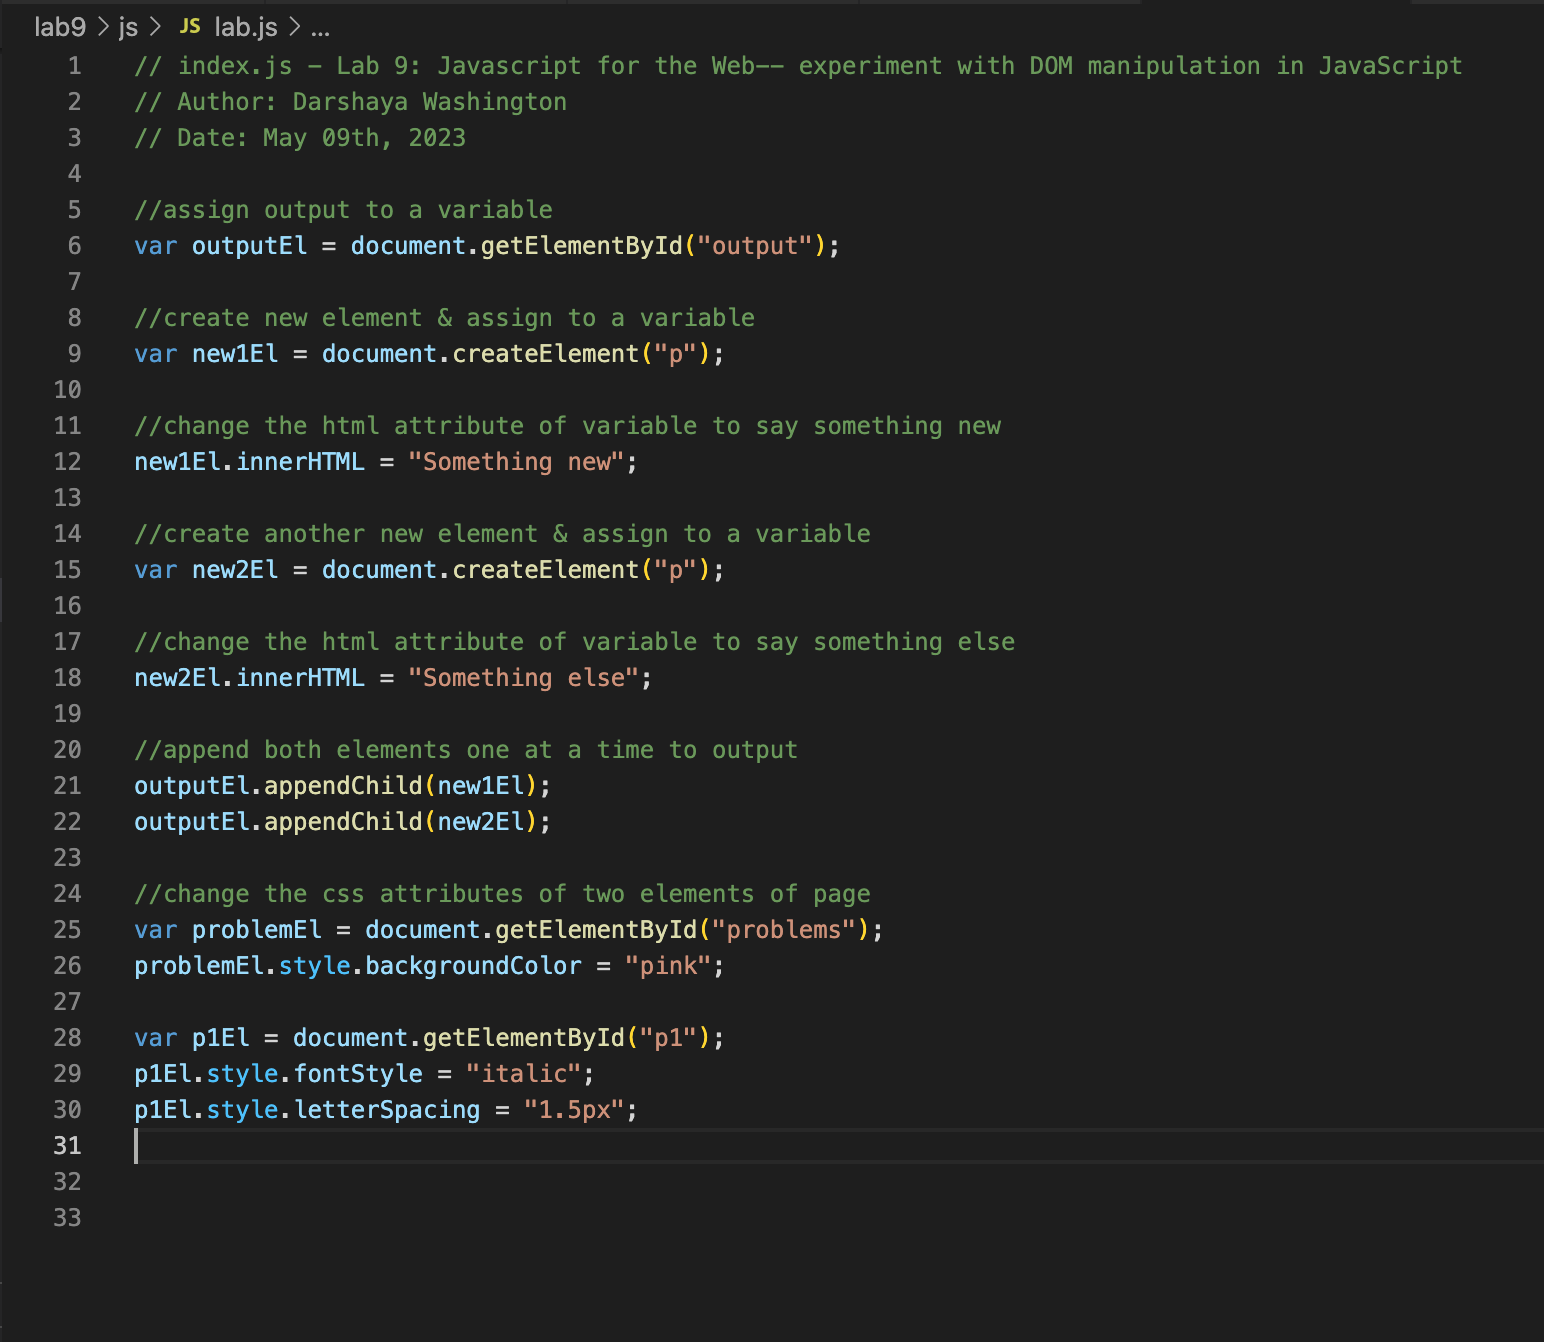 lab9 > js > JS lab.js > ...
1 // index.js - Lab 9: Javascript for the Web-- experiment with DOM manipulation in JavaScript
2 // Author: Darshaya Washington
3 // Date: May 09th, 2023
4
5 //assign output to a variable
6 var outputEl = document.getElementById("output");
7
8 //create new element & assign to a variable
9 var new1El = document.createElement("p");
10
11 //change the html attribute of variable to say something new
12 new1El.innerHTML = "Something new";
13
14 //create another new element & assign to a variable
15 var new2El = document.createElement("p");
16
17 //change the html attribute of variable to say something else
18 new2El.innerHTML = "Something else";
19
20 //append both elements one at a time to output
21 outputEl.appendChild(new1El);
22 outputEl.appendChild(new2El);
23
24 //change the css attributes of two elements of page
25 var problemEl = document.getElementById("problems");
26 problemEl.style.backgroundColor = "pink";
27
28 var p1El = document.getElementById("p1");
29 p1El.style.fontStyle = "italic";
30 p1El.style.letterSpacing = "1.5px";
31
32
33